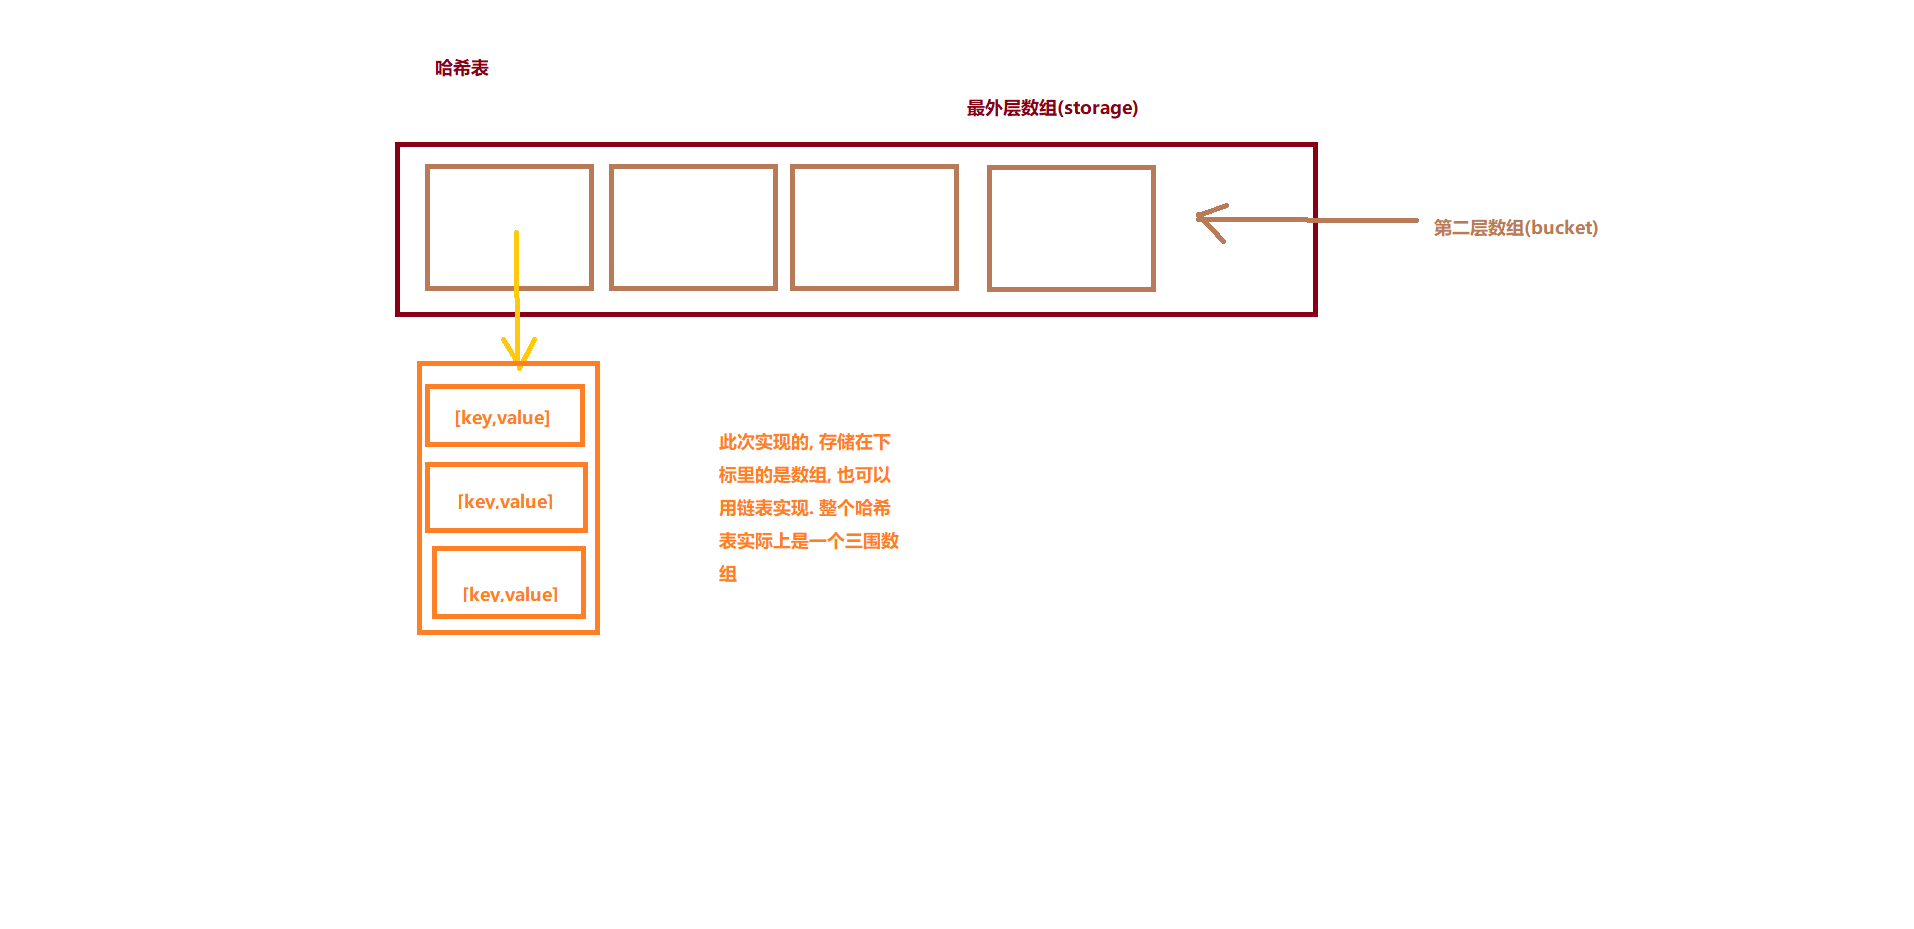 哈希表
最外层数组(storage)
第二层数组(bucket)
[key,value]
[key,value]
[key,value]
此次实现的, 存储在下
标里的是数组, 也可以
用链表实现. 整个哈希
表实际上是一个三围数
组